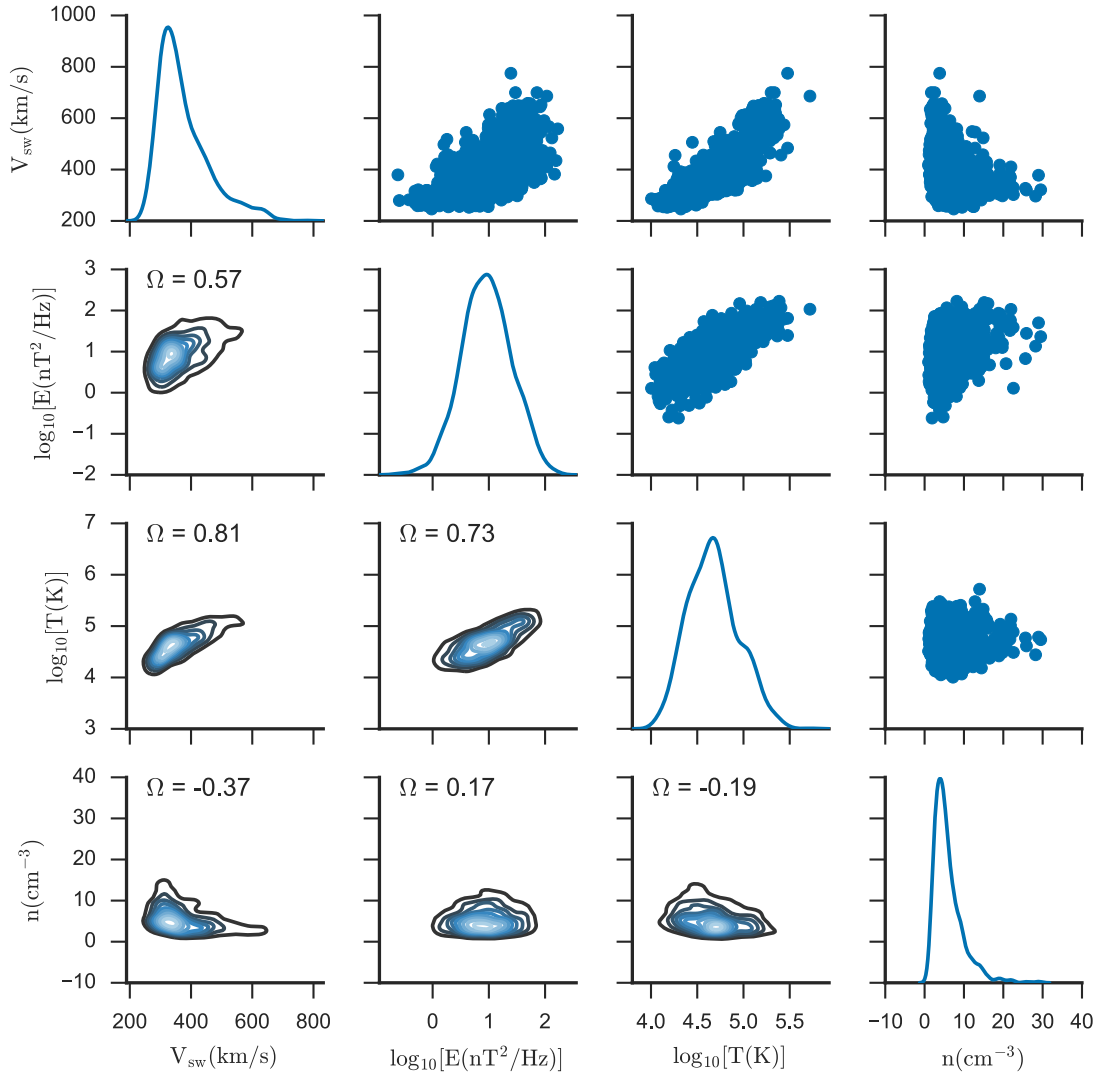 1000
800
600
400
200
V_sw(km/s)
3
2
1
0
−1
−2
log₁₀[E(nT²/Hz)]
Ω = 0.57
7
6
5
4
3
log₁₀[T(K)]
Ω = 0.81
Ω = 0.73
40
30
20
10
0
−10
n(cm⁻³)
Ω = -0.37
Ω = 0.17
Ω = -0.19
200 400 600 800 0 1 2 4.0 4.5 5.0 5.5 −10 0 10 20 30 40
V_sw(km/s) log₁₀[E(nT²/Hz)] log₁₀[T(K)] n(cm⁻³)